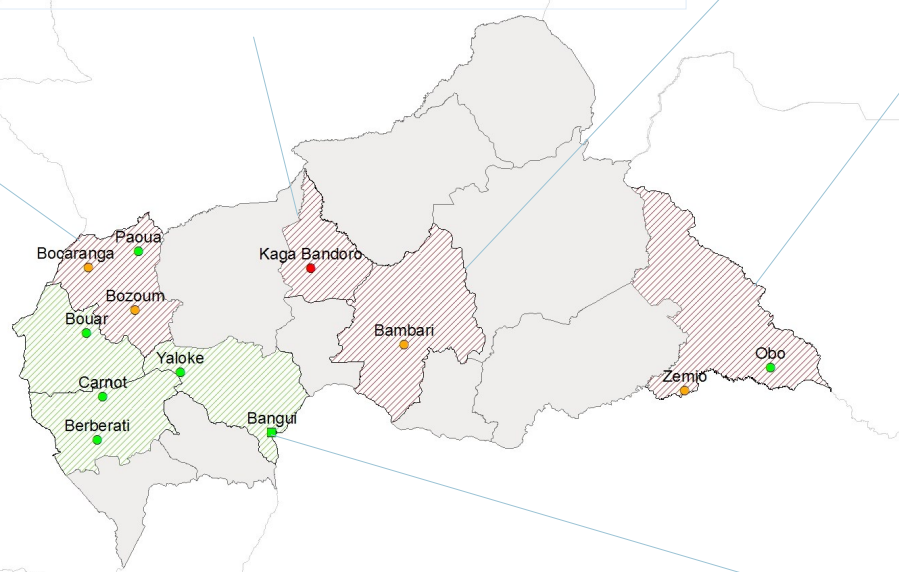 Paoua
Bocaranga
Kaga Bandoro
Bozoum
Bouar
Bambari
Yaloke
Obo
Carnot
Zemio
Bangui
Berberati